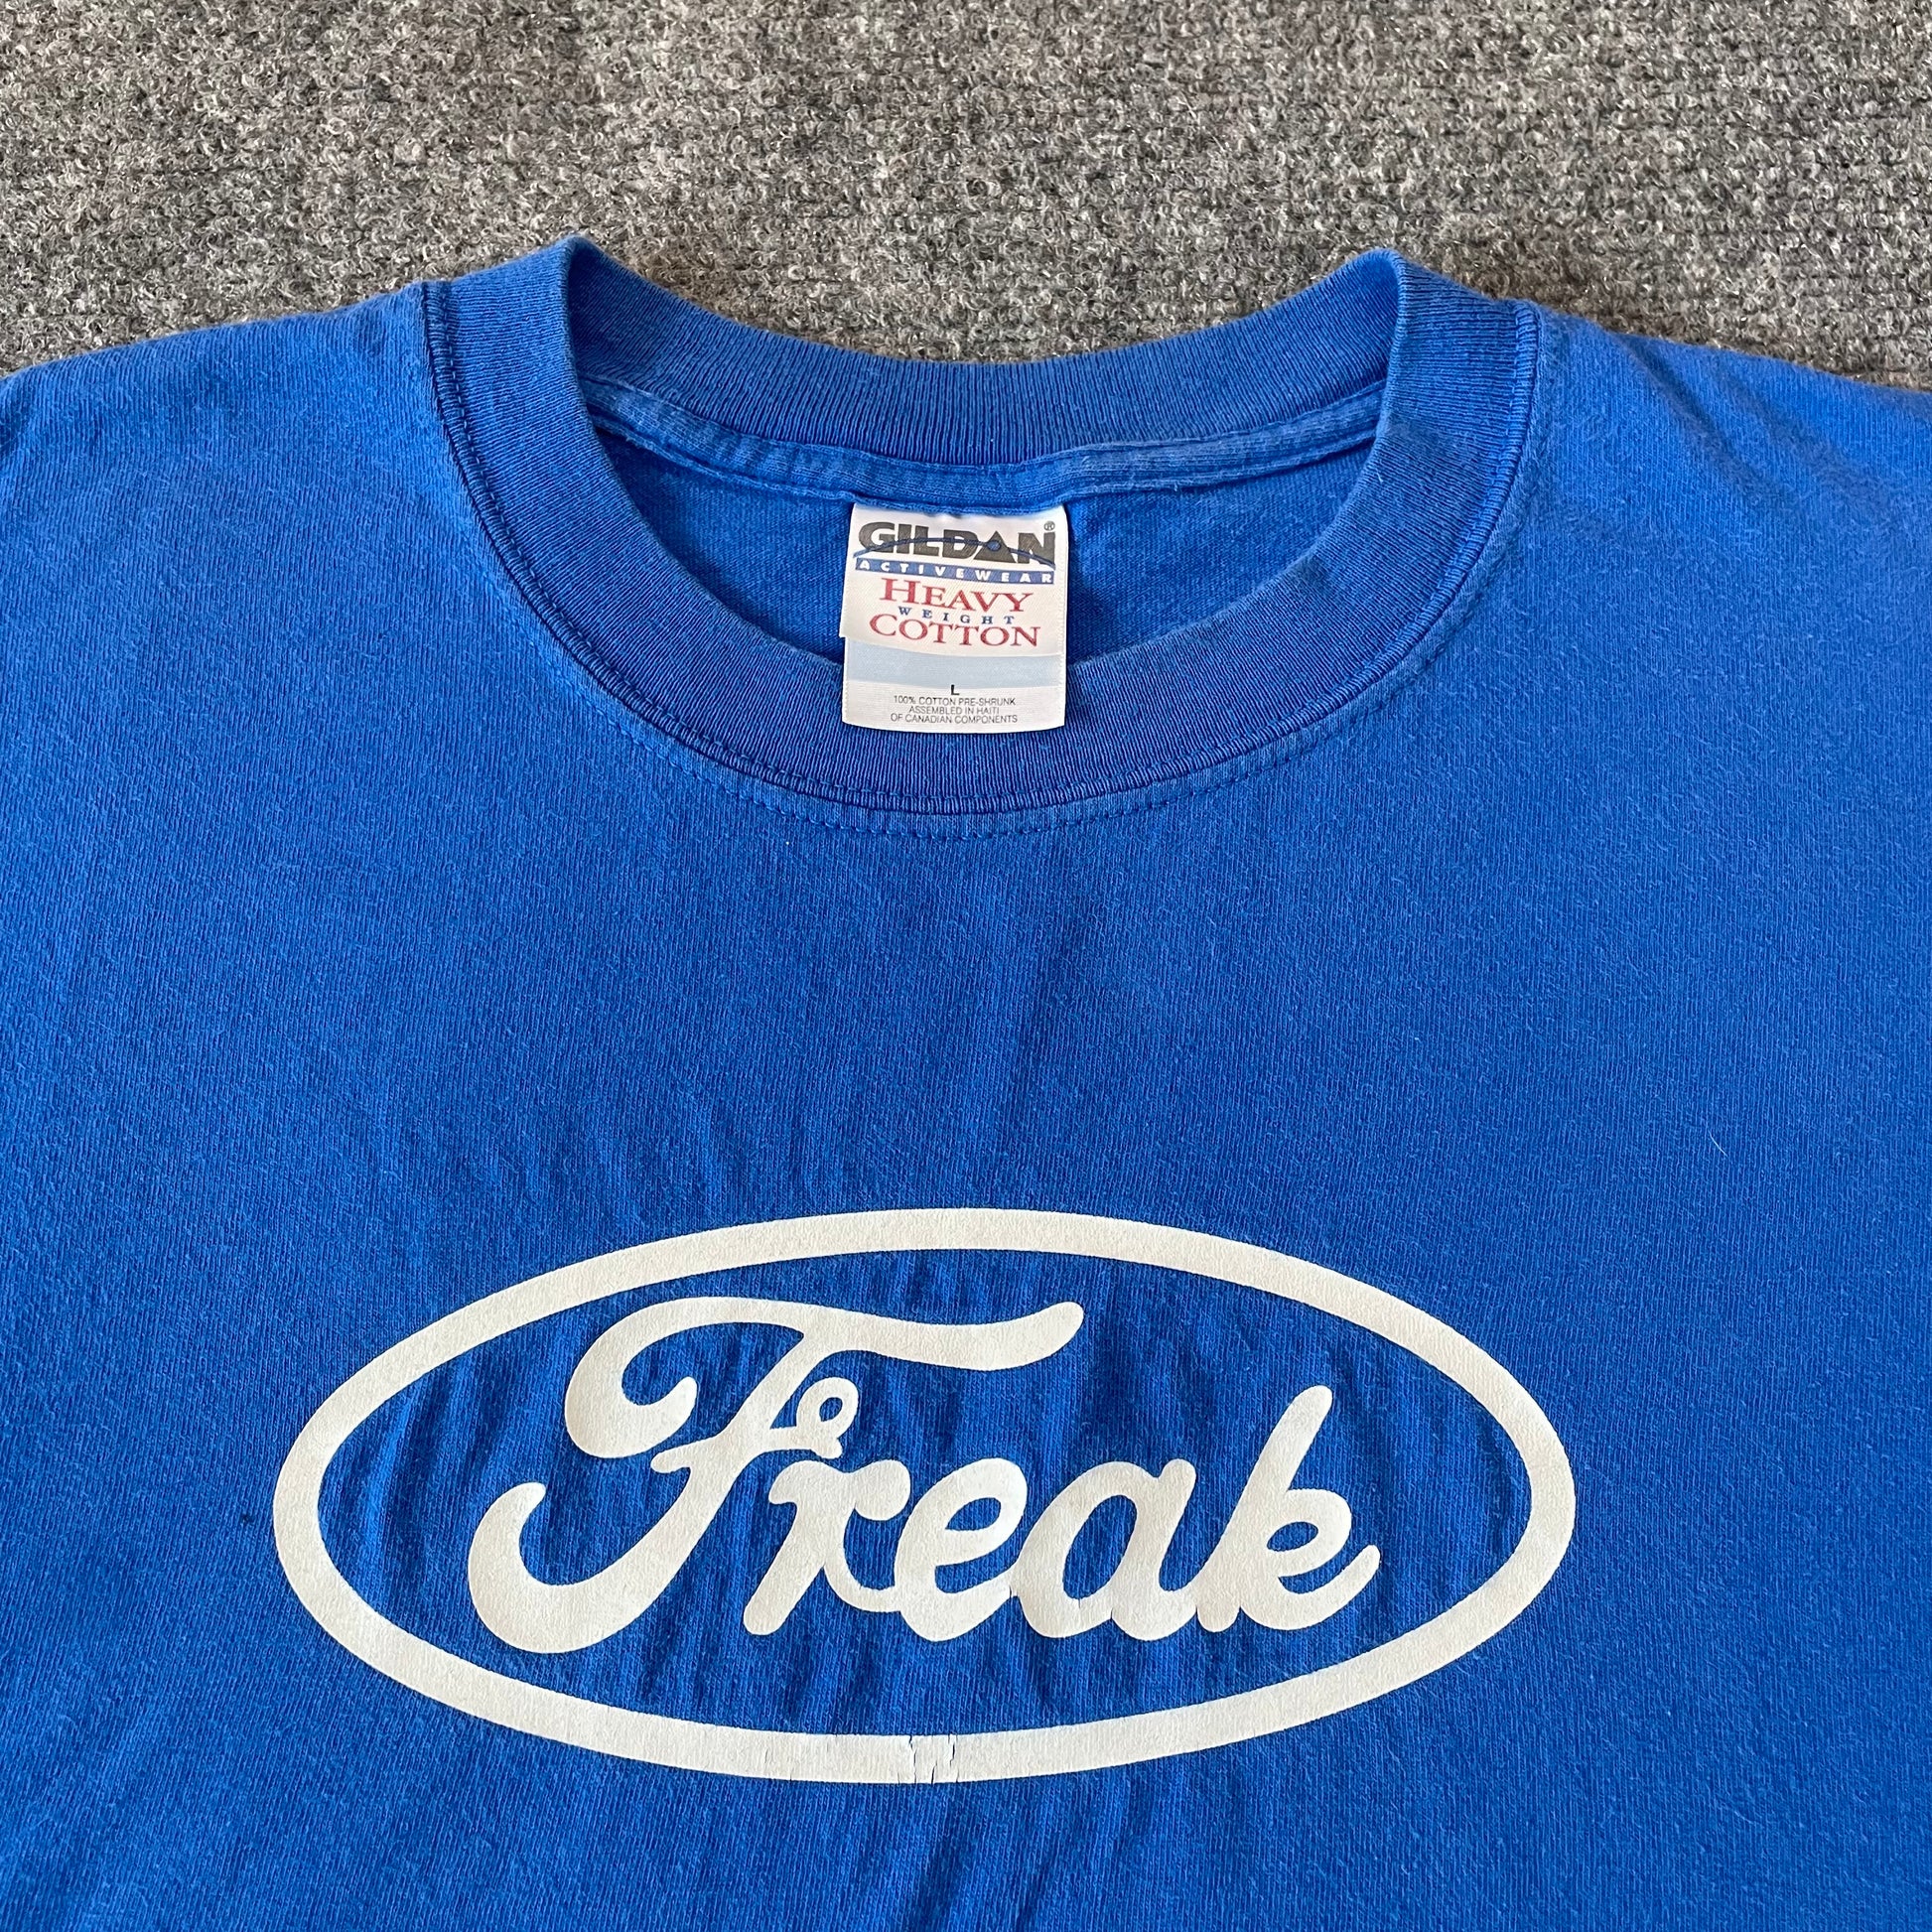 GILDAN®
ACTIVEWEAR
HEAVY
WEIGHT
COTTON
L
100% COTTON PRE-SHRUNK
ASSEMBLED IN HAITI
OF CANADIAN COMPONENTS
Freak